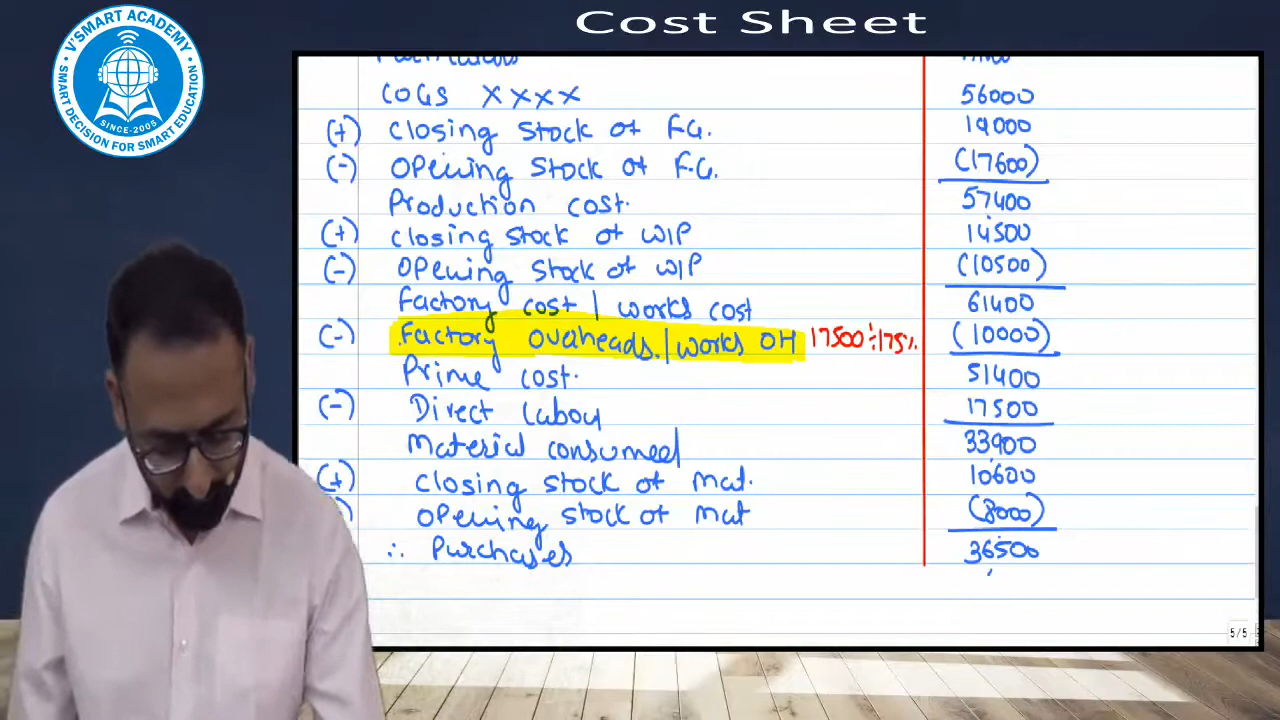 Cost Sheet
V'SMART ACADEMY
SINCE-2005
SMART DECISION FOR SMART EDUCATION
COGS XXXX 56000
(+) Closing Stock of FG. 19000
(-) Opening Stock of F.G. (17600)
Production cost. 57400
(+) closing stock of WIP 14500
(-) Opening stock of WIP (10500)
Factory cost | works cost 61400
(-) Factory Oveheads. | works OH 17500÷175%. (10000)
Prime cost. 51400
(-) Direct labour 17500
Material consumed 33900
(+) closing stock of mat. 10600
Opening stock of mat (8000)
∴ Purchases 36500
5/5